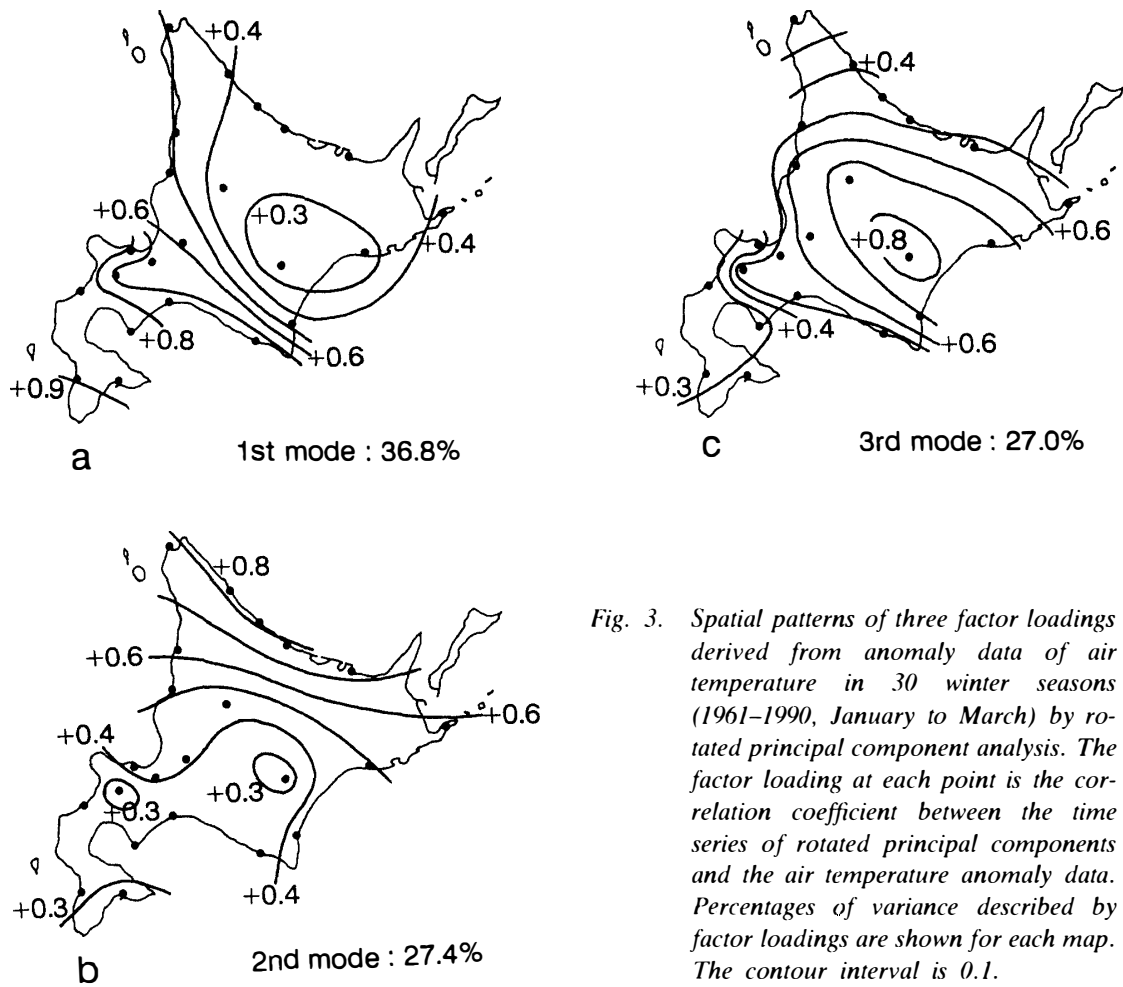 +0.4
+0.6
+0.3
+0.4
+0.8
+0.6
+0.9
a
1st mode : 36.8%
+0.4
+0.8
+0.6
+0.4
+0.6
+0.3
c
3rd mode : 27.0%
+0.8
+0.6
+0.6
+0.4
+0.3
+0.3
+0.4
+0.3
b
2nd mode : 27.4%
Fig. 3. Spatial patterns of three factor loadings
derived from anomaly data of air
temperature in 30 winter seasons
(1961–1990, January to March) by ro-
tated principal component analysis. The
factor loading at each point is the cor-
relation coefficient between the time
series of rotated principal components
and the air temperature anomaly data.
Percentages of variance described by
factor loadings are shown for each map.
The contour interval is 0.1.